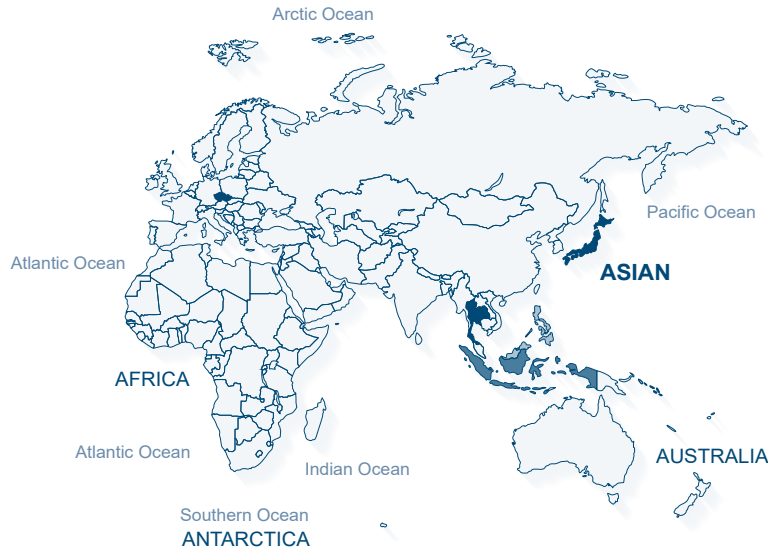 Arctic Ocean
Pacific Ocean
Atlantic Ocean
ASIAN
AFRICA
Atlantic Ocean
AUSTRALIA
Indian Ocean
Southern Ocean
ANTARCTICA